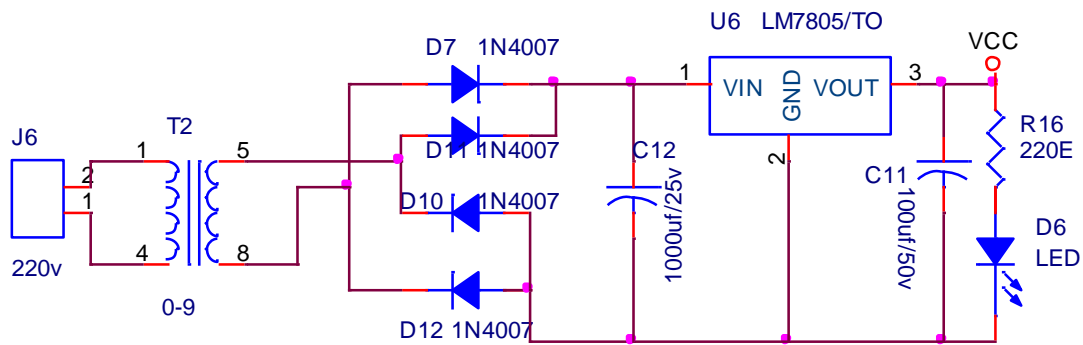 U6 LM7805/TO
D7 1N4007
VCC
1
VIN
GND
VOUT
3
J6
T2
2
1
1
5
D11 1N4007
C12
1000uf/25v
2
R16
220E
C11
100uf/50v
D10 1N4007
4
8
220v
D6
LED
0-9
D12 1N4007